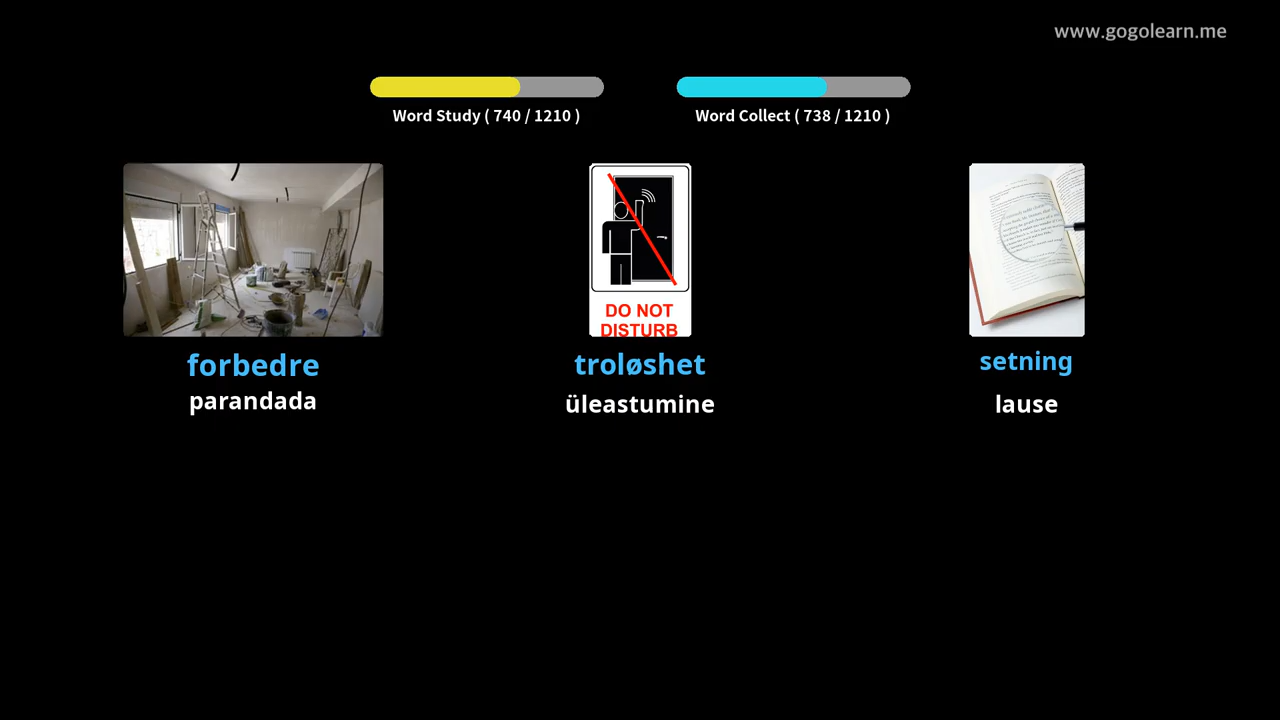 www.gogolearn.me
Word Study ( 740 / 1210 )
Word Collect ( 738 / 1210 )
DO NOT
DISTURB
forbedre
troløshet
setning
parandada
üleastumine
lause